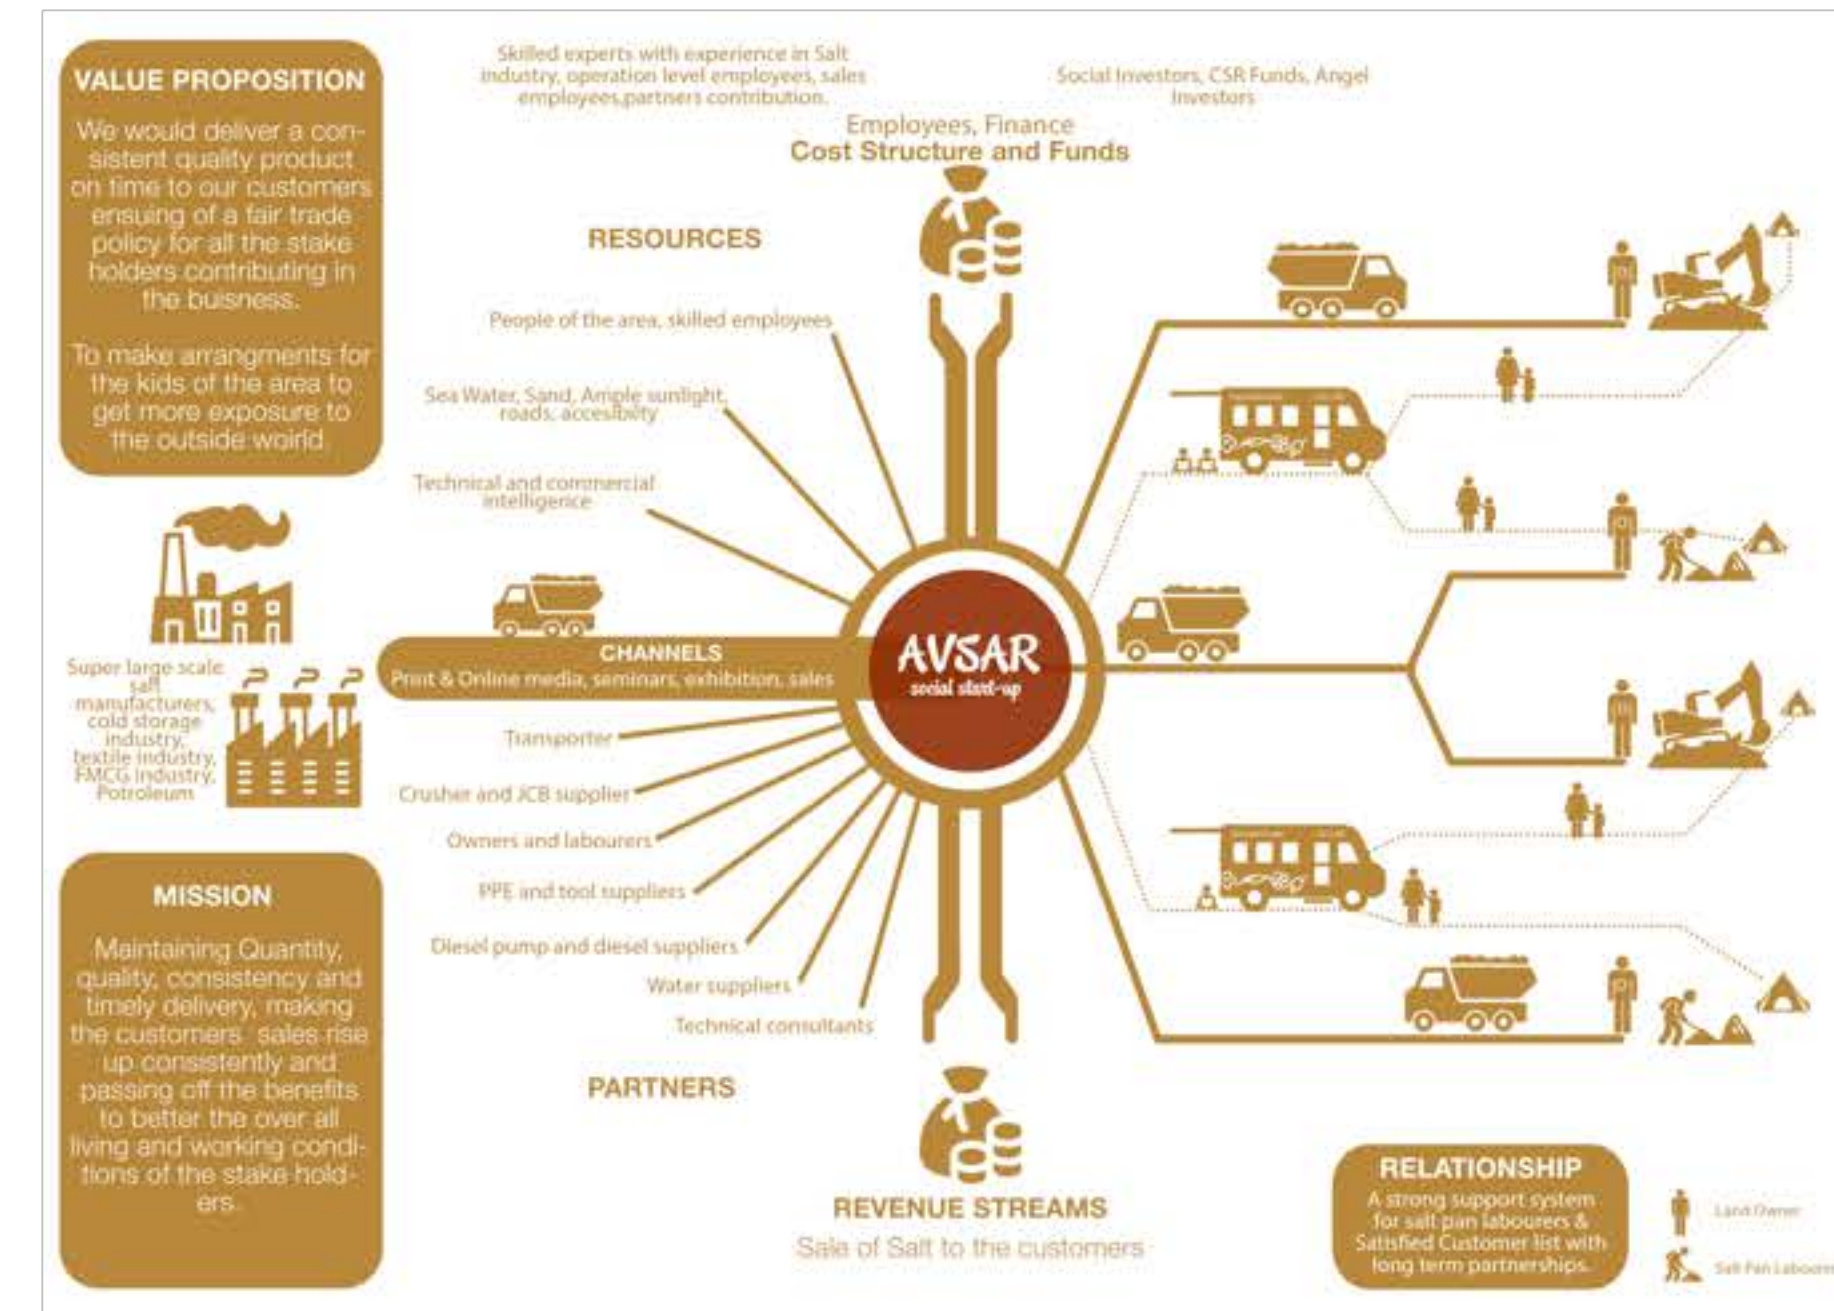 VALUE PROPOSITION
We would deliver a con-
sistent quality product
on time to our customers
ensuing of a fair trade
policy for all the stake
holders contributing in
the buisness.
To make arrangments for
the kids of the area to
get more exposure to
the outside woirld.
Skilled experts with experience in Salt
industry, operation level employees, sales
employees,partners contribution.
Social Investors, CSR Funds, Angel
Investors
Employees, Finance
Cost Structure and Funds
RESOURCES
People of the area, skilled employees
Sea Water, Sand, Ample sunlight,
roads, accesibilty
Technical and commercial
intelligence
CHANNELS
Print & Online media, seminars, exhibition, sales
AVSAR
social start-up
Super large scale
salt
manufacturers,
cold storage
industry,
textile industry,
FMCG Industry,
Potroleum
Transporter
Crusher and JCB supplier
Owners and labourers
PPE and tool suppliers
Diesel pump and diesel suppliers
Water suppliers
Technical consultants
PARTNERS
MISSION
Maintaining Quantity,
quality, consistency and
timely delivery, making
the customers sales rise
up consistently and
passing off the benefits
to better the over all
living and working condi-
tions of the stake hold-
ers.
REVENUE STREAMS
Sale of Salt to the customers
RELATIONSHIP
A strong support system
for salt pan labourers &
Satisfied Customer list with
long term partnerships.
Land Owner
Salt Pan Labourer